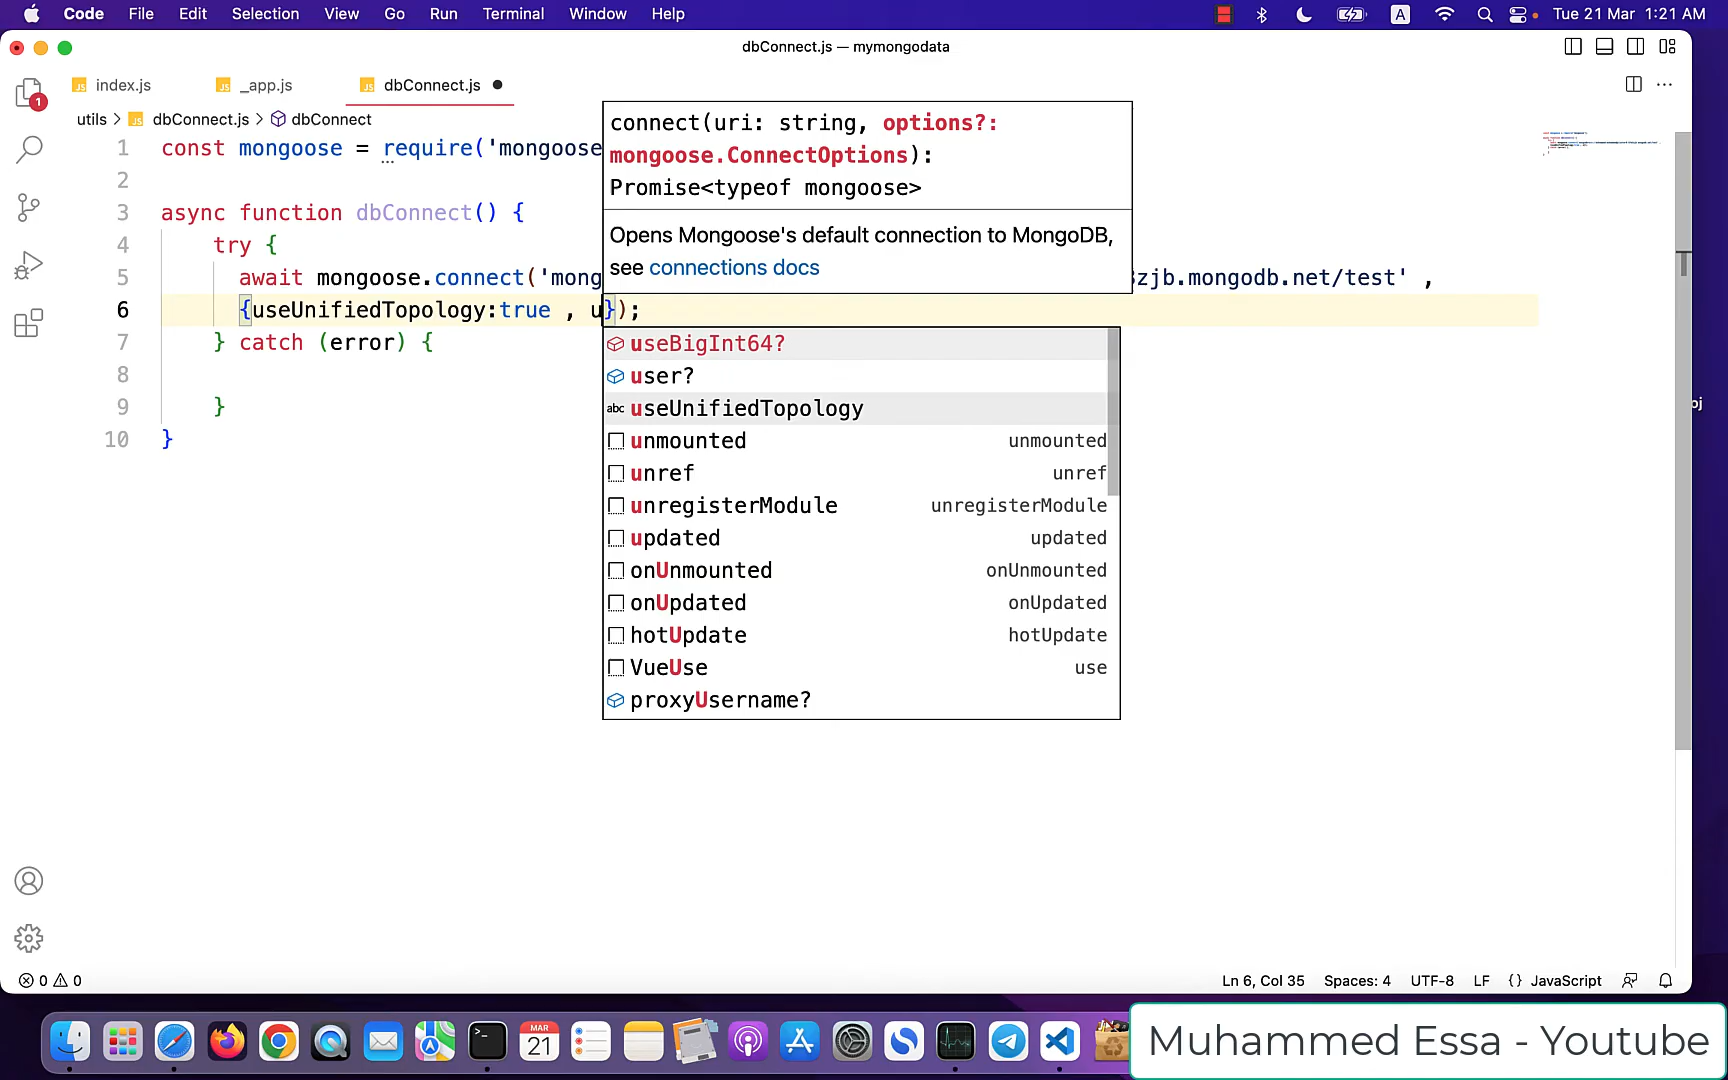 Code File Edit Selection View Go Run Terminal Window Help A Tue 21 Mar 1:21 AM
dbConnect.js — mymongodata
1 JS index.js JS _app.js JS dbConnect.js
utils > JS dbConnect.js > dbConnect
1 const mongoose = require('mongoose
2
3 async function dbConnect() {
4 try {
5 await mongoose.connect('mong zjb.mongodb.net/test' ,
6 {useUnifiedTopology:true , u});
7 } catch (error) {
8
9 }
10 }
connect(uri: string, options?:
mongoose.ConnectOptions):
Promise<typeof mongoose>
Opens Mongoose's default connection to MongoDB,
see connections docs
useBigInt64?
user?
abc useUnifiedTopology
unmounted unmounted
unref unref
unregisterModule unregisterModule
updated updated
onUnmounted onUnmounted
onUpdated onUpdated
hotUpdate hotUpdate
VueUse use
proxyUsername?
oj
0 0 Ln 6, Col 35 Spaces: 4 UTF-8 LF {} JavaScript
MAR
21
Muhammed Essa - Youtube